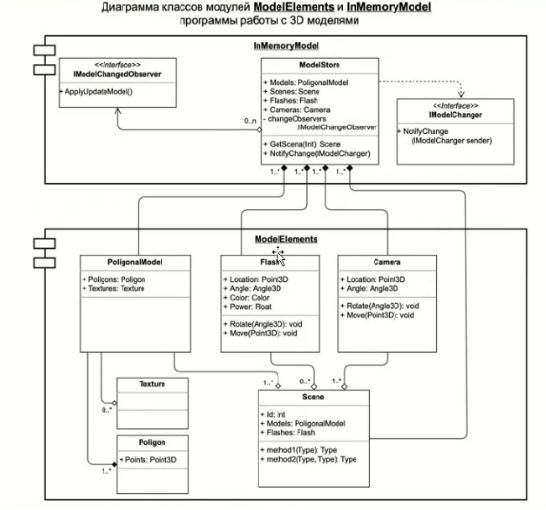 Диаграмма классов модулей ModelElements и InMemoryModel
программы работы с 3D моделями
InMemoryModel
<<Interface>>
IModelChangedObserver
+ ApplyUpdateModel()
ModelStore
+ Models: PoligonalModel
+ Scenes: Scene
+ Flashes: Flash
+ Cameras: Camera
- changeObservers
:IModelChangeObserver
+ GetScena(Int): Scene
+ NotifyChange(IModelChanger)
<<Interface>>
IModelChanger
+ NotifyChange
(IModelChanger sender)
0..n
1..*
1..*
1..*
1..*
ModelElements
PoligonalModel
+ Poligons: Poligon
+ Textures: Texture
Flash
+ Location: Point3D
+ Angle: Angle3D
+ Color: Color
+ Power: Float
+ Rotate(Angle3D): void
+ Move(Point3D): void
Camera
+ Location: Point3D
+ Angle: Angle3D
+ Rotate(Angle3D): void
+ Move(Point3D): void
Texture
0..*
Poligon
+ Points: Point3D
1..*
1..*
0..*
1..*
Scene
+ Id: int
+ Models: PoligonalModel
+ Flashes: Flash
+ method1(Type): Type
+ method2(Type, Type): Type